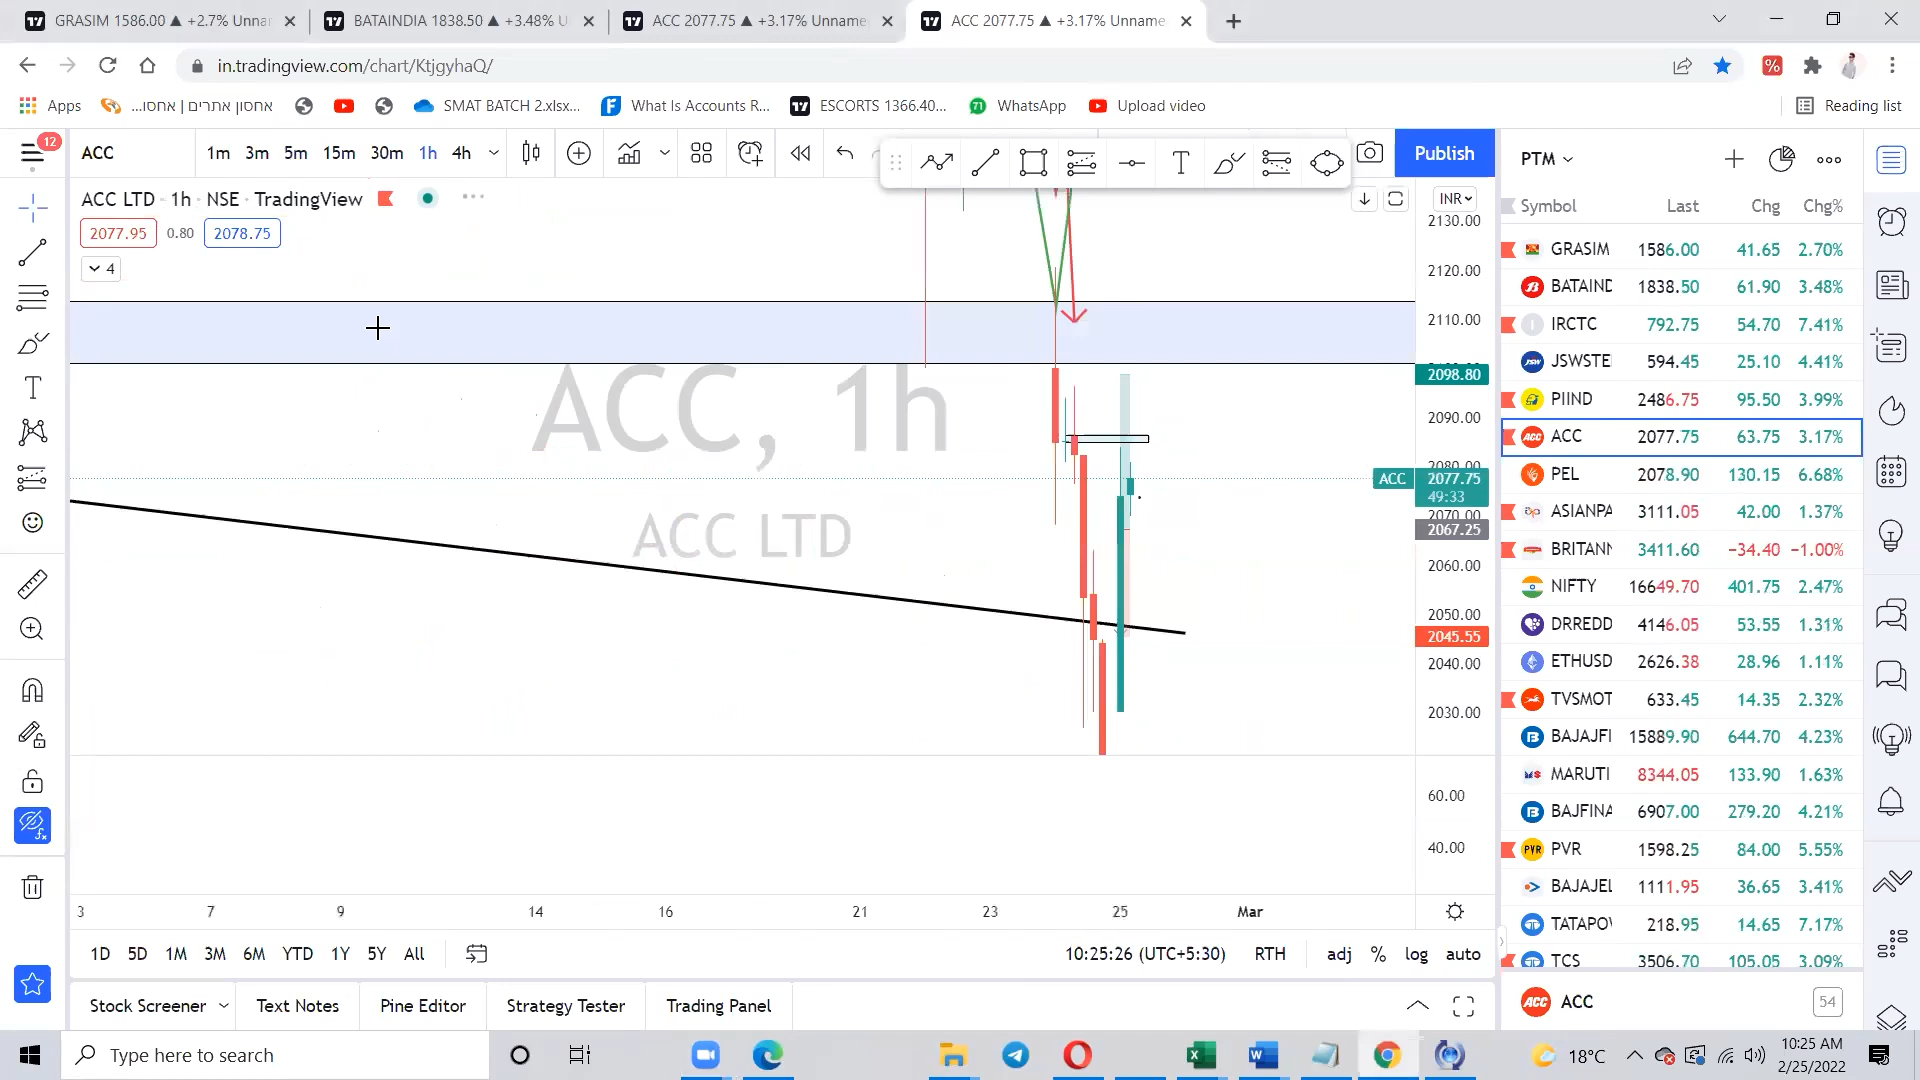 GRASIM 1586.00 ▲ +2.7% Unnar
BATAINDIA 1838.50 ▲ +3.48% U
ACC 2077.75 ▲ +3.17% Unname
ACC 2077.75 ▲ +3.17% Unname
in.tradingview.com/chart/KtjgyhaQ/
Apps
אחסון אתרים | אחסו...
SMAT BATCH 2.xlsx...
What Is Accounts R...
ESCORTS 1366.40...
71
WhatsApp
Upload video
Reading list
12
ACC
1m 3m 5m 15m 30m 1h 4h
Publish
PTM
ACC LTD · 1h · NSE · TradingView
INR
Symbol Last Chg Chg%
2077.95 0.80 2078.75
4
2130.00
2120.00
2110.00
2098.80
2090.00
2080.00
ACC 2077.75
49:33
2070.00
2067.25
2060.00
2050.00
2045.55
2040.00
2030.00
60.00
40.00
ACC, 1h
ACC LTD
GRASIM 1586.00 41.65 2.70%
BATAIND 1838.50 61.90 3.48%
IRCTC 792.75 54.70 7.41%
JSWSTE 594.45 25.10 4.41%
PIIND 2486.75 95.50 3.99%
ACC 2077.75 63.75 3.17%
PEL 2078.90 130.15 6.68%
ASIANPA 3111.05 42.00 1.37%
BRITANN 3411.60 −34.40 −1.00%
NIFTY 16649.70 401.75 2.47%
DRREDD 4146.05 53.55 1.31%
ETHUSD 2626.38 28.96 1.11%
TVSMOT 633.45 14.35 2.32%
BAJAJFI 15889.90 644.70 4.23%
MARUTI 8344.05 133.90 1.63%
BAJFINA 6907.00 279.20 4.21%
PVR 1598.25 84.00 5.55%
BAJAJEL 1111.95 36.65 3.41%
TATAPO 218.95 14.65 7.17%
TCS 3506.70 105.05 3.09%
3 7 9 14 16 21 23 25 Mar
1D 5D 1M 3M 6M YTD 1Y 5Y All
10:25:26 (UTC+5:30) RTH adj % log auto
Stock Screener Text Notes Pine Editor Strategy Tester Trading Panel
ACC 54
Type here to search
18°C
10:25 AM
2/25/2022